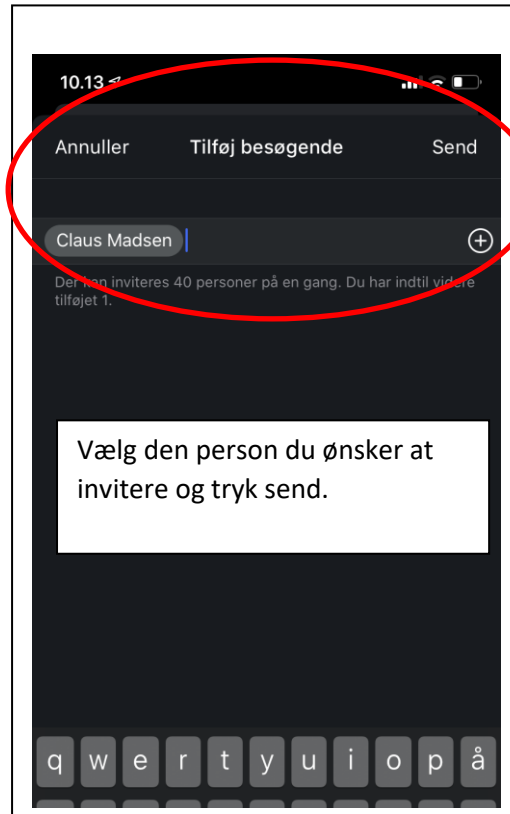 10.13
Annuller Tilføj besøgende Send
Claus Madsen
Der kan inviteres 40 personer på en gang. Du har indtil videre
tilføjet 1.
Vælg den person du ønsker at
invitere og tryk send.
q w e r t y u i o p å